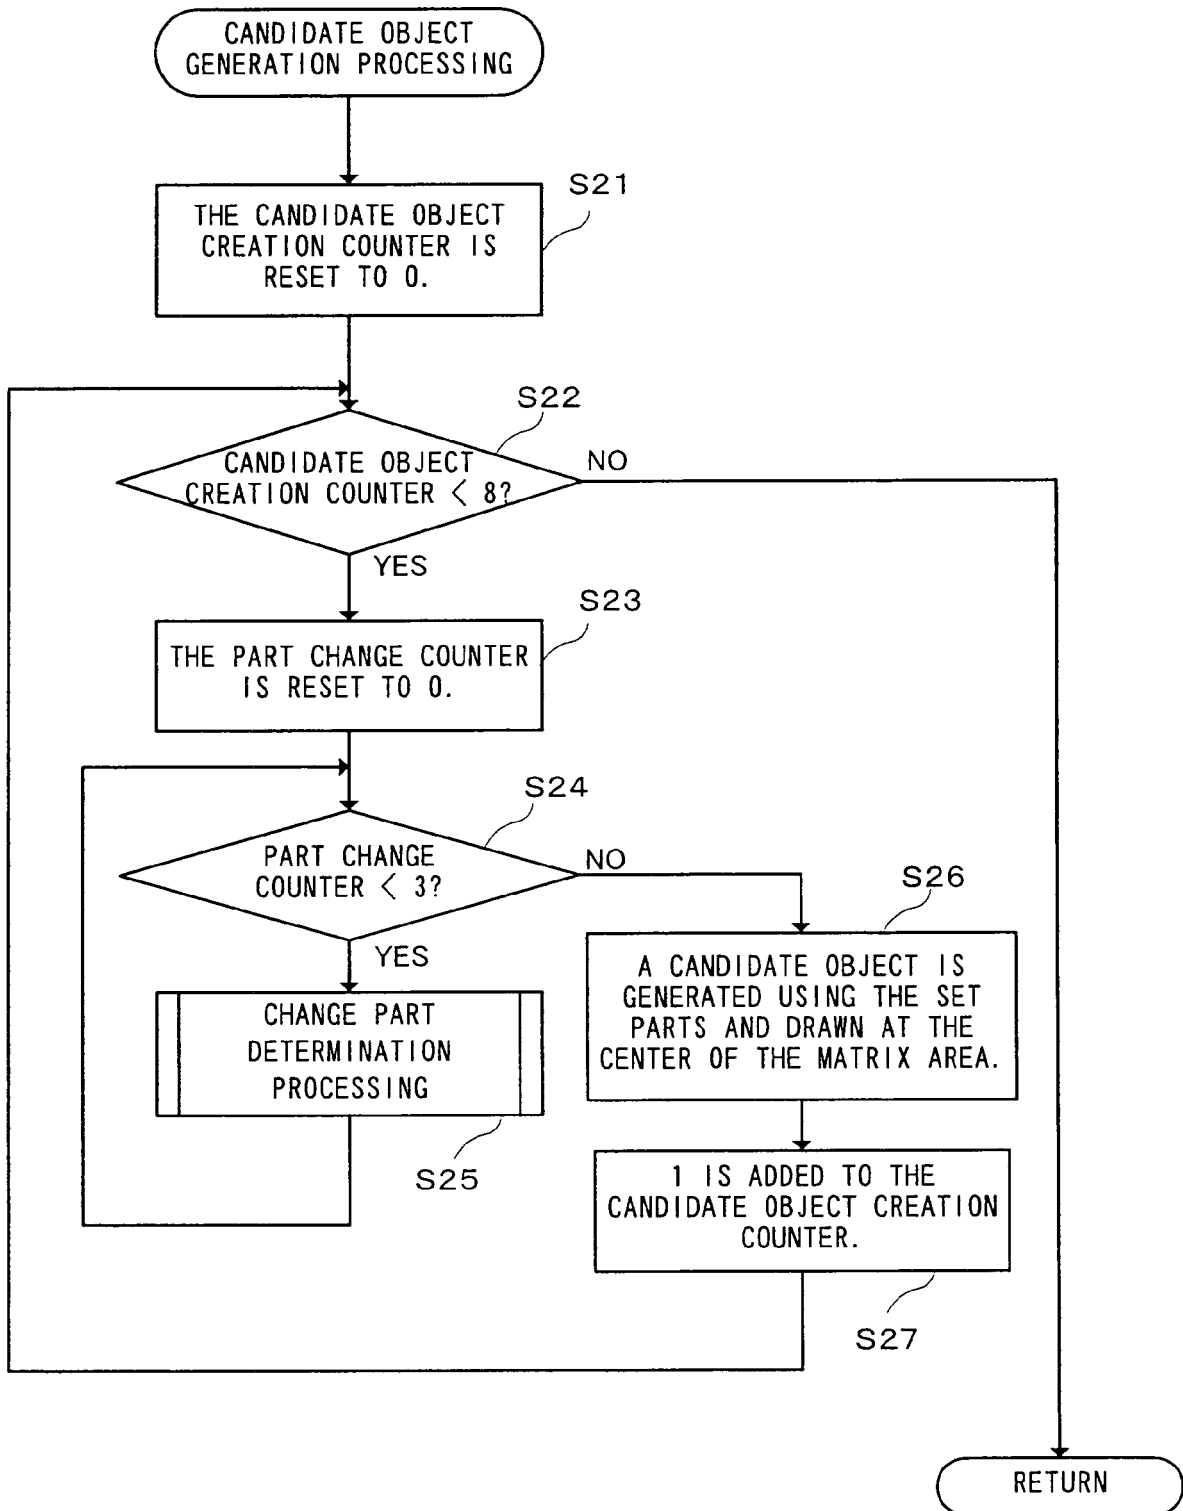 CANDIDATE OBJECT
GENERATION PROCESSING
S21
THE CANDIDATE OBJECT
CREATION COUNTER IS
RESET TO 0.
S22
CANDIDATE OBJECT
CREATION COUNTER < 8?
NO
YES
S23
THE PART CHANGE COUNTER
IS RESET TO 0.
S24
PART CHANGE
COUNTER < 3?
NO
YES
S26
A CANDIDATE OBJECT IS
GENERATED USING THE SET
PARTS AND DRAWN AT THE
CENTER OF THE MATRIX AREA.
CHANGE PART
DETERMINATION
PROCESSING
S25
1 IS ADDED TO THE
CANDIDATE OBJECT CREATION
COUNTER.
S27
RETURN